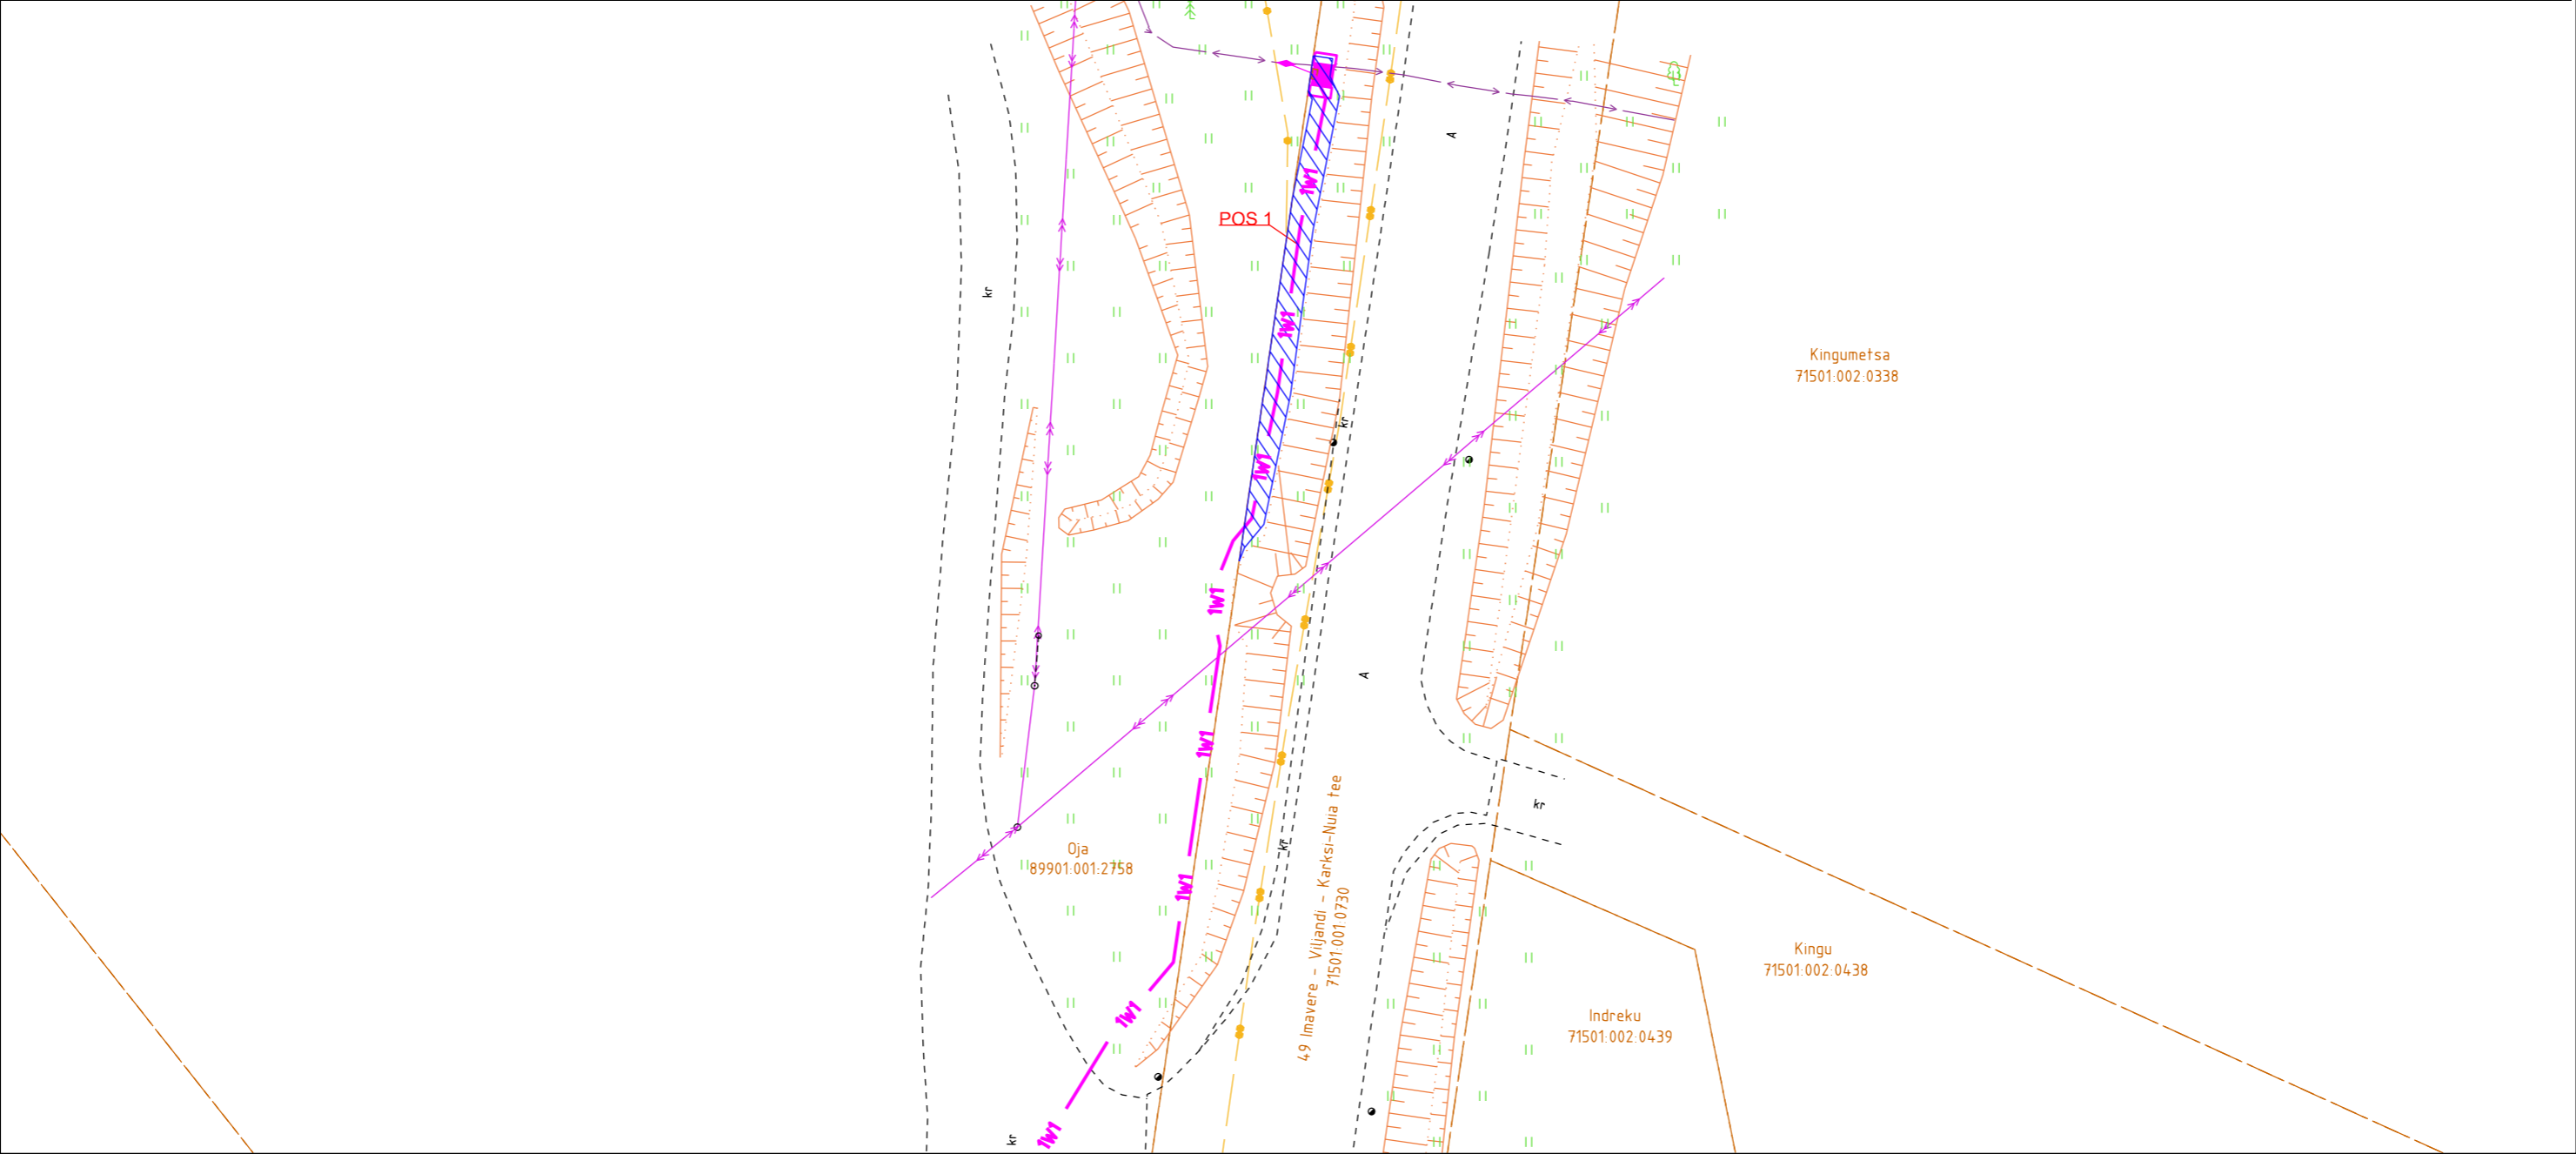 A
1W1
POS 1
kr
1W1
Kingumetsa
71501:002:0338
kr
1W1
1W1
A
1W1
kr
kr
Oja
89901:001:2758
1W1
49 Imavere - Viljandi - Karksi-Nuia tee
71501:001:0730
Kingu
71501:002:0438
1W1
Indreku
71501:002:0439
kr
1W1